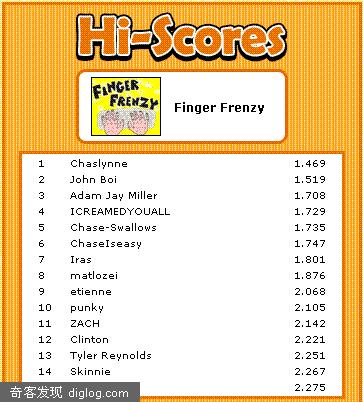 Hi-Scores
FINGER FRENZY
Finger Frenzy
1 Chaslynne 1.469
2 John Boi 1.519
3 Adam Jay Miller 1.708
4 ICREAMEDYOUALL 1.729
5 Chase-Swallows 1.735
6 ChaseIseasy 1.747
7 Iras 1.801
8 matlozei 1.876
9 etienne 2.068
10 punky 2.105
11 ZACH 2.142
12 Clinton 2.221
13 Tyler Reynolds 2.251
14 Skinnie 2.267
2.275
奇客发现 diglog.com